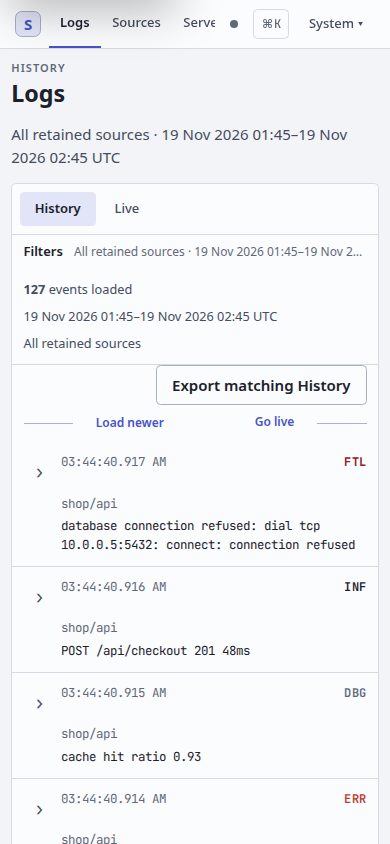 S Logs Sources Serve ⌘K System ▾
HISTORY
Logs
All retained sources · 19 Nov 2026 01:45–19 Nov
2026 02:45 UTC
History Live
Filters All retained sources · 19 Nov 2026 01:45–19 Nov 2...
127 events loaded
19 Nov 2026 01:45–19 Nov 2026 02:45 UTC
All retained sources
Export matching History
Load newer Go live
03:44:40.917 AM FTL
shop/api
database connection refused: dial tcp
10.0.0.5:5432: connect: connection refused
03:44:40.916 AM INF
shop/api
POST /api/checkout 201 48ms
03:44:40.915 AM DBG
shop/api
cache hit ratio 0.93
03:44:40.914 AM ERR
shop/api